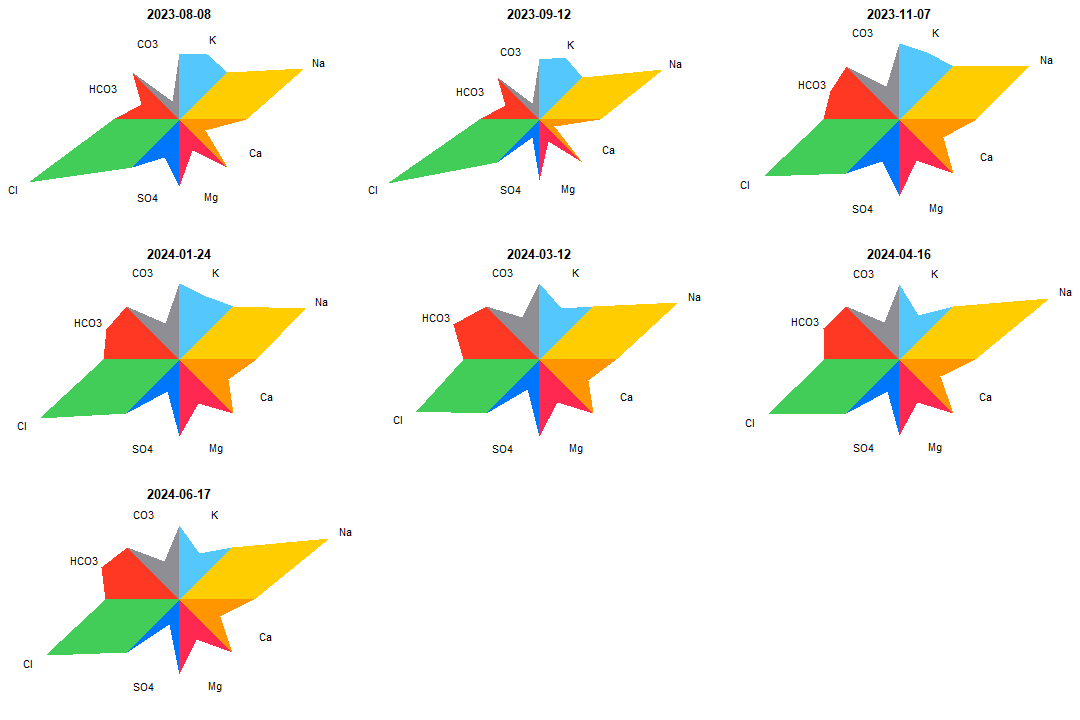 2023-08-08
CO3 K
Na
HCO3
Ca
Cl
SO4 Mg
2023-09-12
CO3 K
Na
HCO3
Ca
Cl
SO4 Mg
2023-11-07
CO3 K
Na
HCO3
Ca
Cl
SO4 Mg
2024-01-24
CO3 K
Na
HCO3
Ca
Cl
SO4 Mg
2024-03-12
CO3 K
Na
HCO3
Ca
Cl
SO4 Mg
2024-04-16
CO3 K
Na
HCO3
Ca
Cl
SO4 Mg
2024-06-17
CO3 K
Na
HCO3
Ca
Cl
SO4 Mg